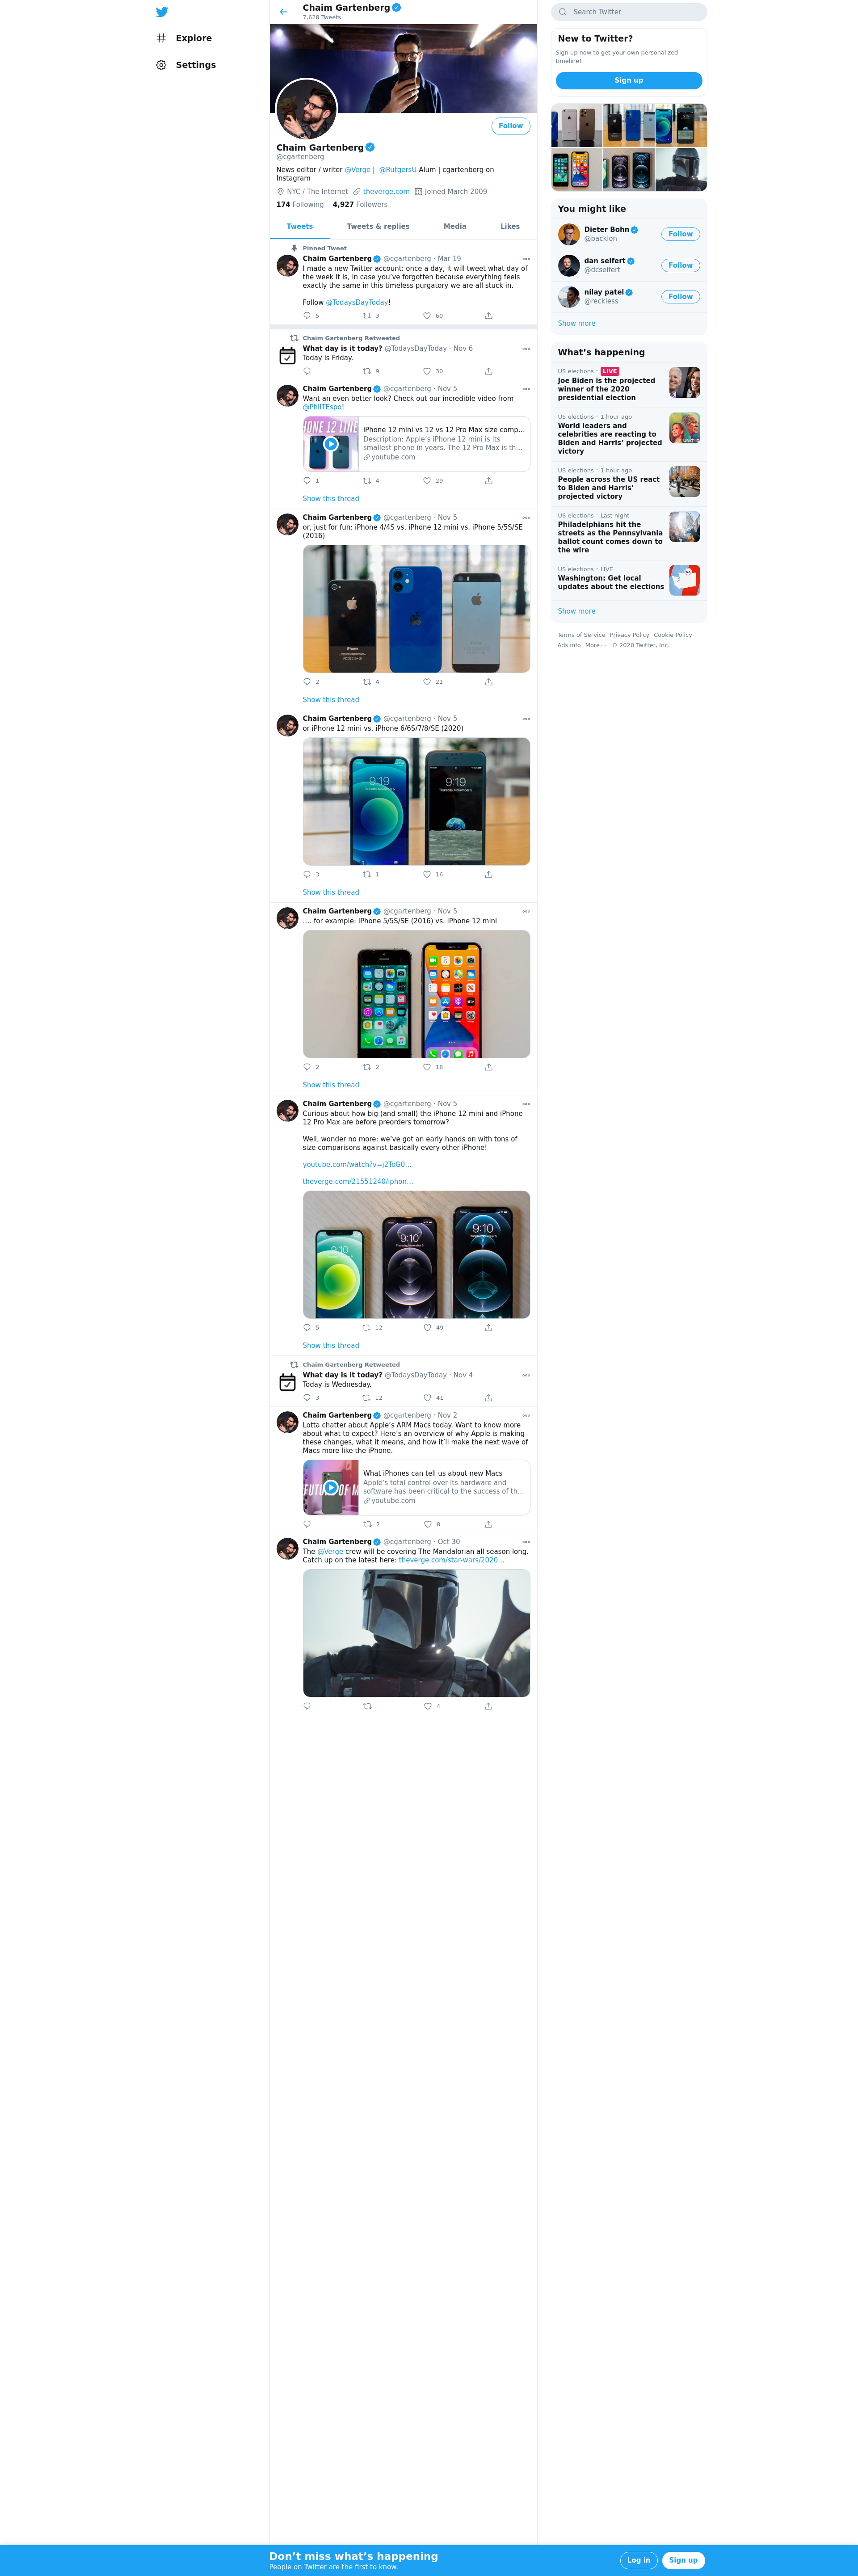 Explore
Settings
Chaim Gartenberg
7,628 Tweets
Follow
Chaim Gartenberg
@cgartenberg
News editor / writer @Verge | @RutgersU Alum | cgartenberg on
Instagram
NYC / The Internet theverge.com Joined March 2009
174 Following 4,927 Followers
Tweets Tweets & replies Media Likes
Pinned Tweet
Chaim Gartenberg @cgartenberg · Mar 19
I made a new Twitter account: once a day, it will tweet what day of
the week it is, in case you've forgotten because everything feels
exactly the same in this timeless purgatory we are all stuck in.
Follow @TodaysDayToday!
5 3 60
Chaim Gartenberg Retweeted
What day is it today? @TodaysDayToday · Nov 6
Today is Friday.
9 30
Chaim Gartenberg @cgartenberg · Nov 5
Want an even better look? Check out our incredible video from
@PhilTEspo!
iPhone 12 mini vs 12 vs 12 Pro Max size comp...
Description: Apple's iPhone 12 mini is its
smallest phone in years. The 12 Pro Max is th...
youtube.com
1 4 29
Show this thread
Chaim Gartenberg @cgartenberg · Nov 5
or, just for fun: iPhone 4/4S vs. iPhone 12 mini vs. iPhone 5/5S/SE
(2016)
2 4 21
Show this thread
Chaim Gartenberg @cgartenberg · Nov 5
or iPhone 12 mini vs. iPhone 6/6S/7/8/SE (2020)
9:19 9:19
3 1 16
Show this thread
Chaim Gartenberg @cgartenberg · Nov 5
.... for example: iPhone 5/5S/SE (2016) vs. iPhone 12 mini
2 2 18
Show this thread
Chaim Gartenberg @cgartenberg · Nov 5
Curious about how big (and small) the iPhone 12 mini and iPhone
12 Pro Max are before preorders tomorrow?
Well, wonder no more: we've got an early hands on with tons of
size comparisons against basically every other iPhone!
youtube.com/watch?v=j2ToG0...
theverge.com/21551240/iphon...
9:10 9:10 9:10
5 12 49
Show this thread
Chaim Gartenberg Retweeted
What day is it today? @TodaysDayToday · Nov 4
Today is Wednesday.
3 12 41
Chaim Gartenberg @cgartenberg · Nov 2
Lotta chatter about Apple's ARM Macs today. Want to know more
about what to expect? Here's an overview of why Apple is making
these changes, what it means, and how it'll make the next wave of
Macs more like the iPhone.
What iPhones can tell us about new Macs
Apple's total control over its hardware and
software has been critical to the success of th...
youtube.com
2 8
Chaim Gartenberg @cgartenberg · Oct 30
The @Verge crew will be covering The Mandalorian all season long.
Catch up on the latest here: theverge.com/star-wars/2020...
4
Search Twitter
New to Twitter?
Sign up now to get your own personalized
timeline!
Sign up
You might like
Dieter Bohn
@backlon
Follow
dan seifert
@dcseifert
Follow
nilay patel
@reckless
Follow
Show more
What's happening
US elections · LIVE
Joe Biden is the projected
winner of the 2020
presidential election
US elections · 1 hour ago
World leaders and
celebrities are reacting to
Biden and Harris' projected
victory
US elections · 1 hour ago
People across the US react
to Biden and Harris'
projected victory
US elections · Last night
Philadelphians hit the
streets as the Pennsylvania
ballot count comes down to
the wire
US elections · LIVE
Washington: Get local
updates about the elections
Show more
Terms of Service Privacy Policy Cookie Policy
Ads info More ••• © 2020 Twitter, Inc.
Don't miss what's happening
People on Twitter are the first to know.
Log in Sign up